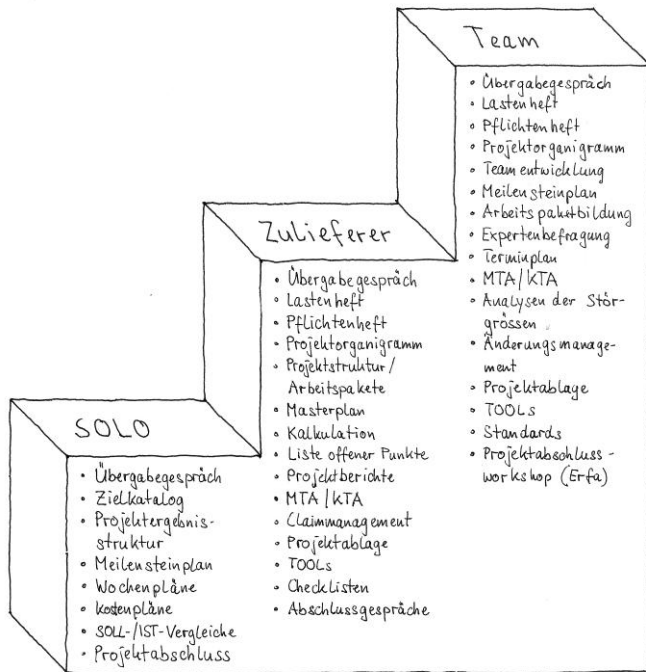 SOLO
• Übergabegespräch
• Zielkatalog
• Projektergebnis-
struktur
• Meilensteinplan
• Wochenpläne
• Kostenpläne
• SOLL-/IST-Vergleiche
• Projektabschluss
Zulieferer
• Übergabegespräch
• Lastenheft
• Pflichtenheft
• Projektorganigramm
• Projektstruktur/
Arbeitspakete
• Masterplan
• Kalkulation
• Liste offener Punkte
• Projektberichte
• MTA/KTA
• Claimmanagement
• Projektablage
• TOOLs
• Checklisten
• Abschlussgespräche
Team
• Übergabegespräch
• Lastenheft
• Pflichtenheft
• Projektorganigramm
• Teamentwicklung
• Meilensteinplan
• Arbeitspaketbildung
• Expertenbefragung
• Terminplan
• MTA/KTA
• Analysen der Stör-
grössen
• Änderungsmanage-
ment
• Projektablage
• TOOLs
• Standards
• Projektabschluss-
workshop (Erfa)